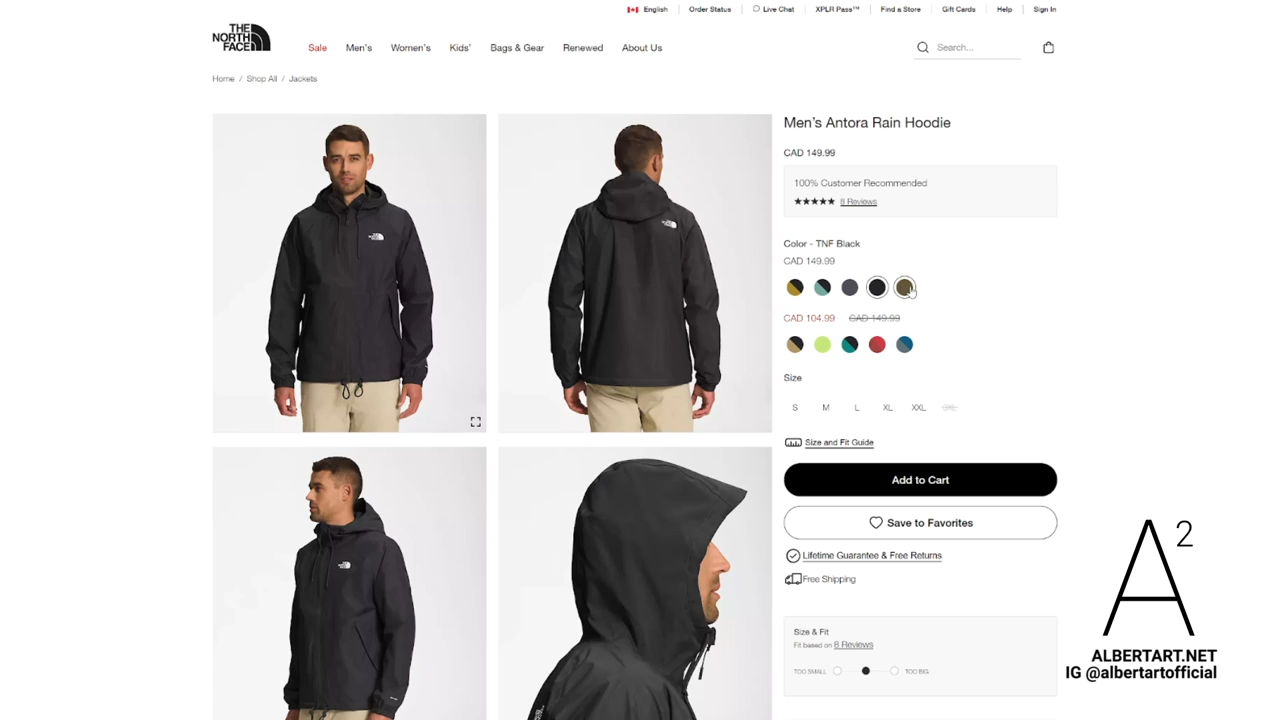 English
Order Status
Live Chat
XPLR Pass™
Find a Store
Gift Cards
Help
Sign In
THE
NORTH
FACE
Sale
Men's
Women's
Kids'
Bags & Gear
Renewed
About Us
Search...
Home / Shop All / Jackets
Men's Antora Rain Hoodie
CAD 149.99
100% Customer Recommended
★★★★★ 8 Reviews
Color - TNF Black
CAD 149.99
CAD 104.99 CAD 149.99
Size
S M L XL XXL 3XL
Size and Fit Guide
Add to Cart
Save to Favorites
Lifetime Guarantee & Free Returns
Free Shipping
Size & Fit
Fit based on 8 Reviews
TOO SMALL TOO BIG
A²
ALBERTART.NET
IG @albertartofficial